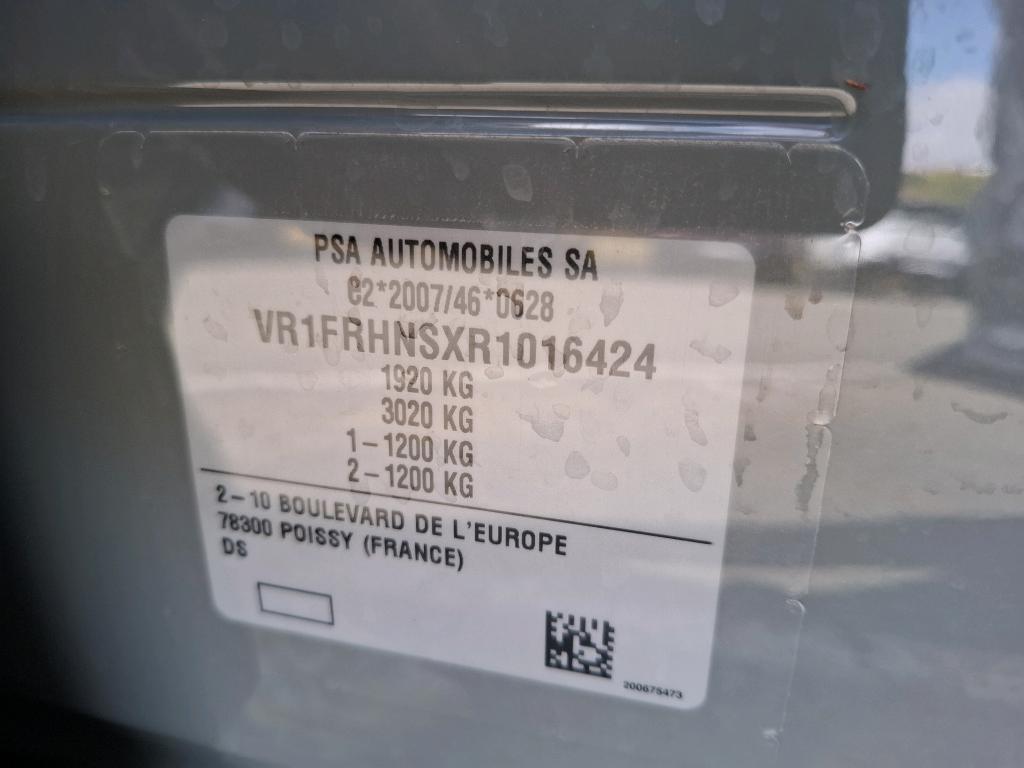 PSA AUTOMOBILES SA
e2*2007/46*0628
VR1FRHNSXR1016424
1920 KG
3020 KG
1-1200 KG
2-1200 KG
2-10 BOULEVARD DE L'EUROPE
78300 POISSY (FRANCE)
DS
200675473